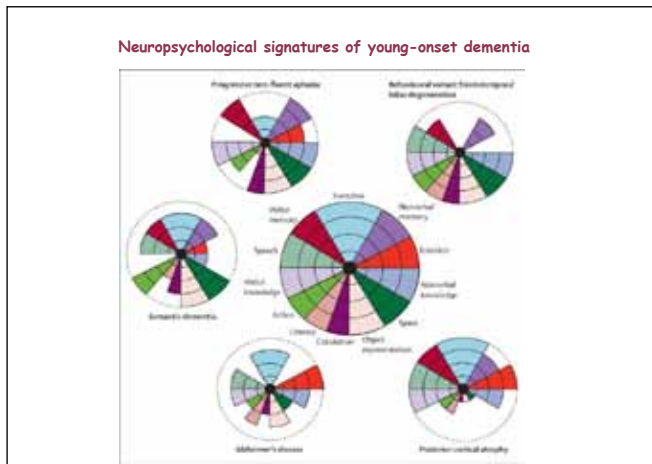 Neuropsychological signatures of young-onset dementia
Progressive non-fluent aphasia
Behavioural variant frontotemporal
lobar degeneration
Executive
Verbal
memory
Nonverbal
memory
Speech
Emotion
Verbal
knowledge
Nonverbal
knowledge
Action
Literacy
Calculation
Object
representation
Space
Semantic dementia
Alzheimer's disease
Posterior cortical atrophy